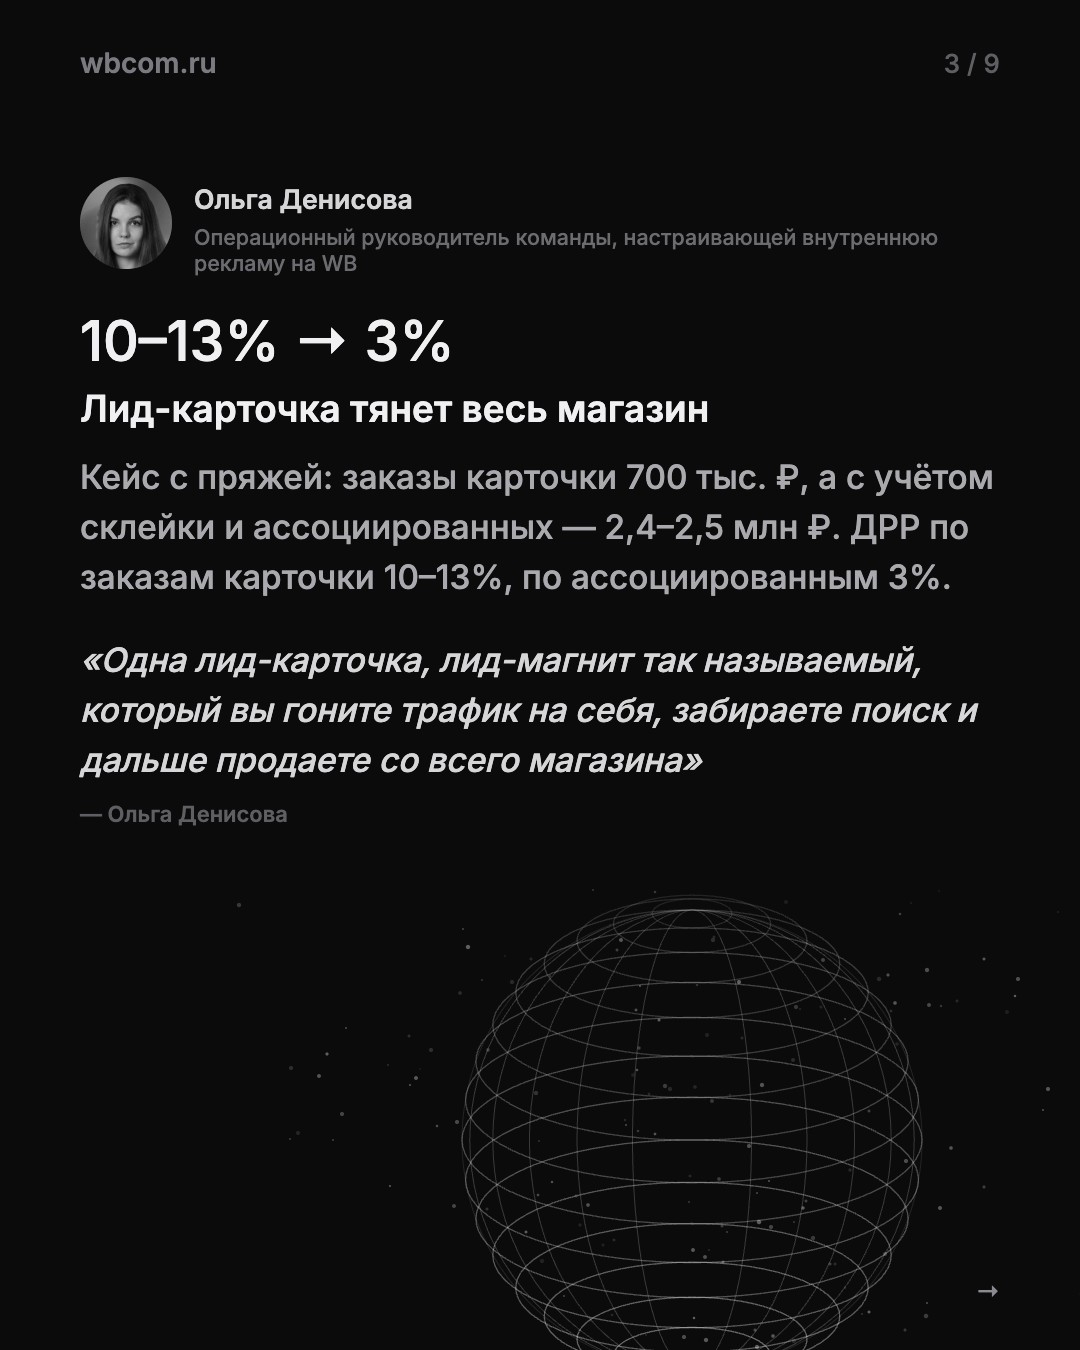 wbcom.ru
3 / 9
Ольга Денисова
Операционный руководитель команды, настраивающей внутреннюю
рекламу на WB
10–13% → 3%
Лид-карточка тянет весь магазин
Кейс с пряжей: заказы карточки 700 тыс. ₽, а с учётом
склейки и ассоциированных — 2,4–2,5 млн ₽. ДРР по
заказам карточки 10–13%, по ассоциированным 3%.
«Одна лид-карточка, лид-магнит так называемый,
который вы гоните трафик на себя, забираете поиск и
дальше продаете со всего магазина»
— Ольга Денисова
→